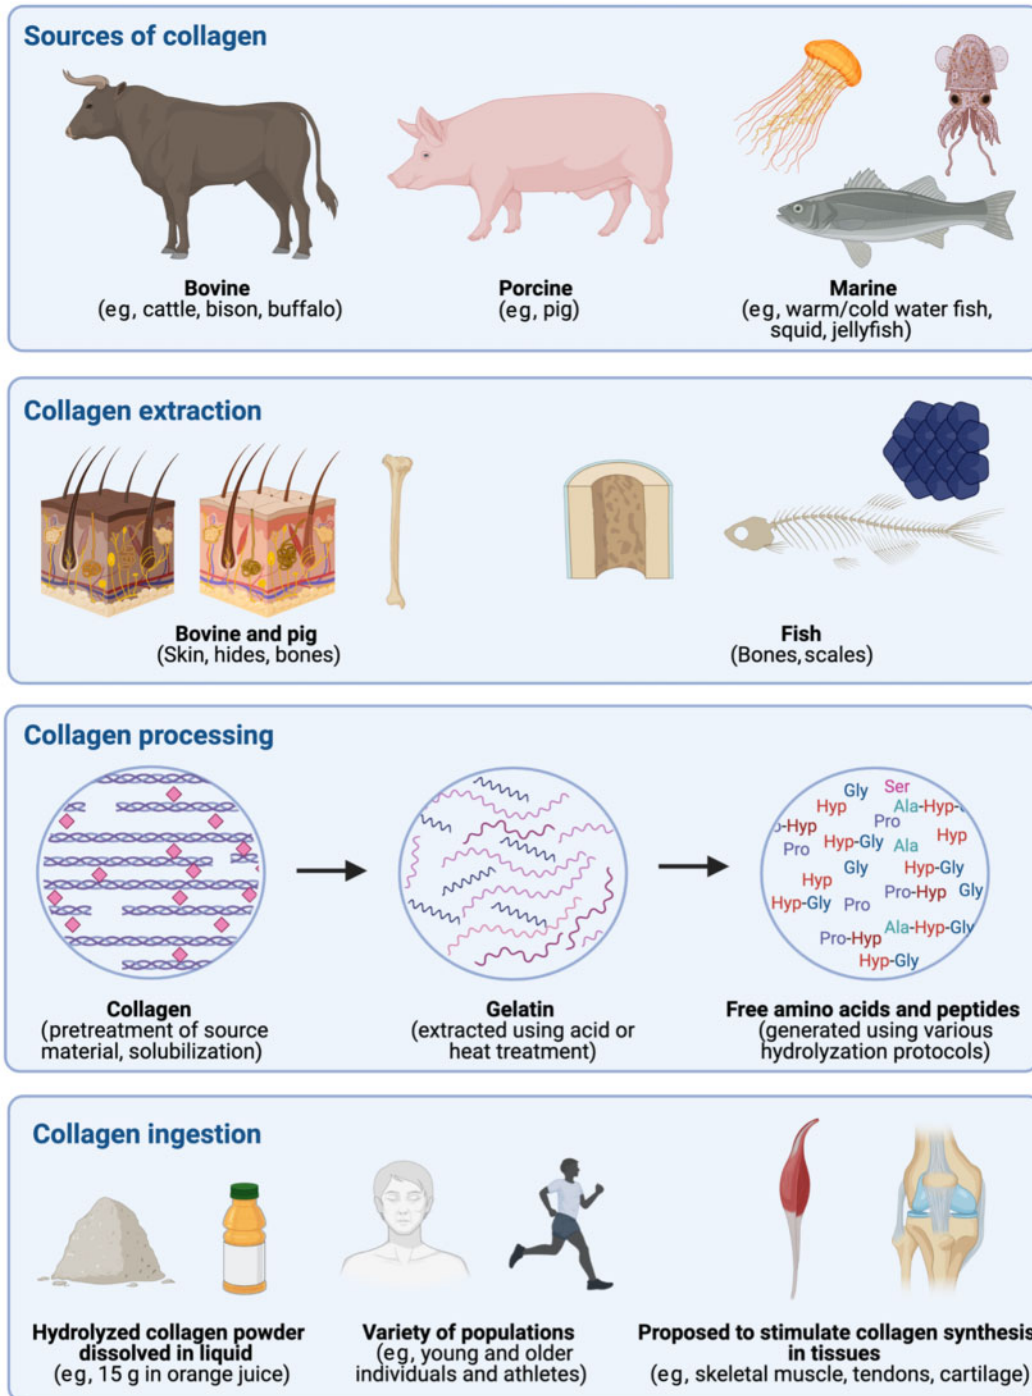 Sources of collagen
Bovine
(eg, cattle, bison, buffalo)
Porcine
(eg, pig)
Marine
(eg, warm/cold water fish,
squid, jellyfish)
Collagen extraction
Bovine and pig
(Skin, hides, bones)
Fish
(Bones, scales)
Collagen processing
Gly Ser
Hyp Ala-Hyp-
-Hyp Pro
Pro Hyp-Gly Ala Hyp
Gly Hyp-Gly
Hyp Pro-Hyp Gly
Hyp-Gly Pro
Pro-Hyp Ala-Hyp-Gly
Hyp-Gly
Collagen
(pretreatment of source
material, solubilization)
Gelatin
(extracted using acid or
heat treatment)
Free amino acids and peptides
(generated using various
hydrolyzation protocols)
Collagen ingestion
Hydrolyzed collagen powder
dissolved in liquid
(eg, 15 g in orange juice)
Variety of populations
(eg, young and older
individuals and athletes)
Proposed to stimulate collagen synthesis
in tissues
(eg, skeletal muscle, tendons, cartilage)